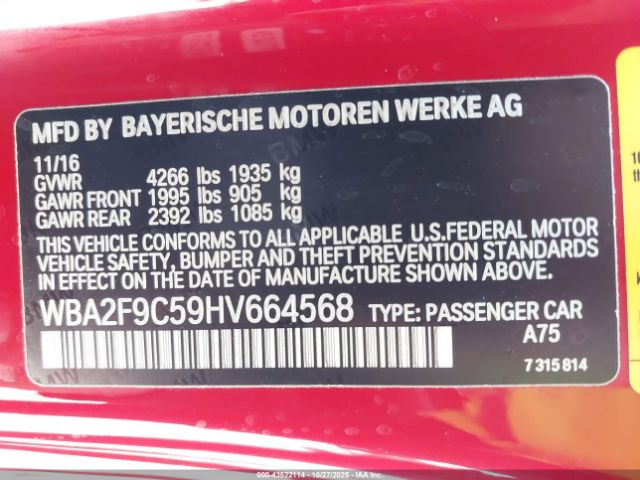 MFD BY BAYERISCHE MOTOREN WERKE AG
11/16
GVWR 4266 lbs 1935 kg
GAWR FRONT 1995 lbs 905 kg
GAWR REAR 2392 lbs 1085 kg
THIS VEHICLE CONFORMS TO ALL APPLICABLE U.S.FEDERAL MOTOR
VEHICLE SAFETY, BUMPER AND THEFT PREVENTION STANDARDS
IN EFFECT ON THE DATE OF MANUFACTURE SHOWN ABOVE.
WBA2F9C59HV664568 TYPE: PASSENGER CAR
A75
7 315 814
000-43572114 - 10/27/2025 - IAAI.COM